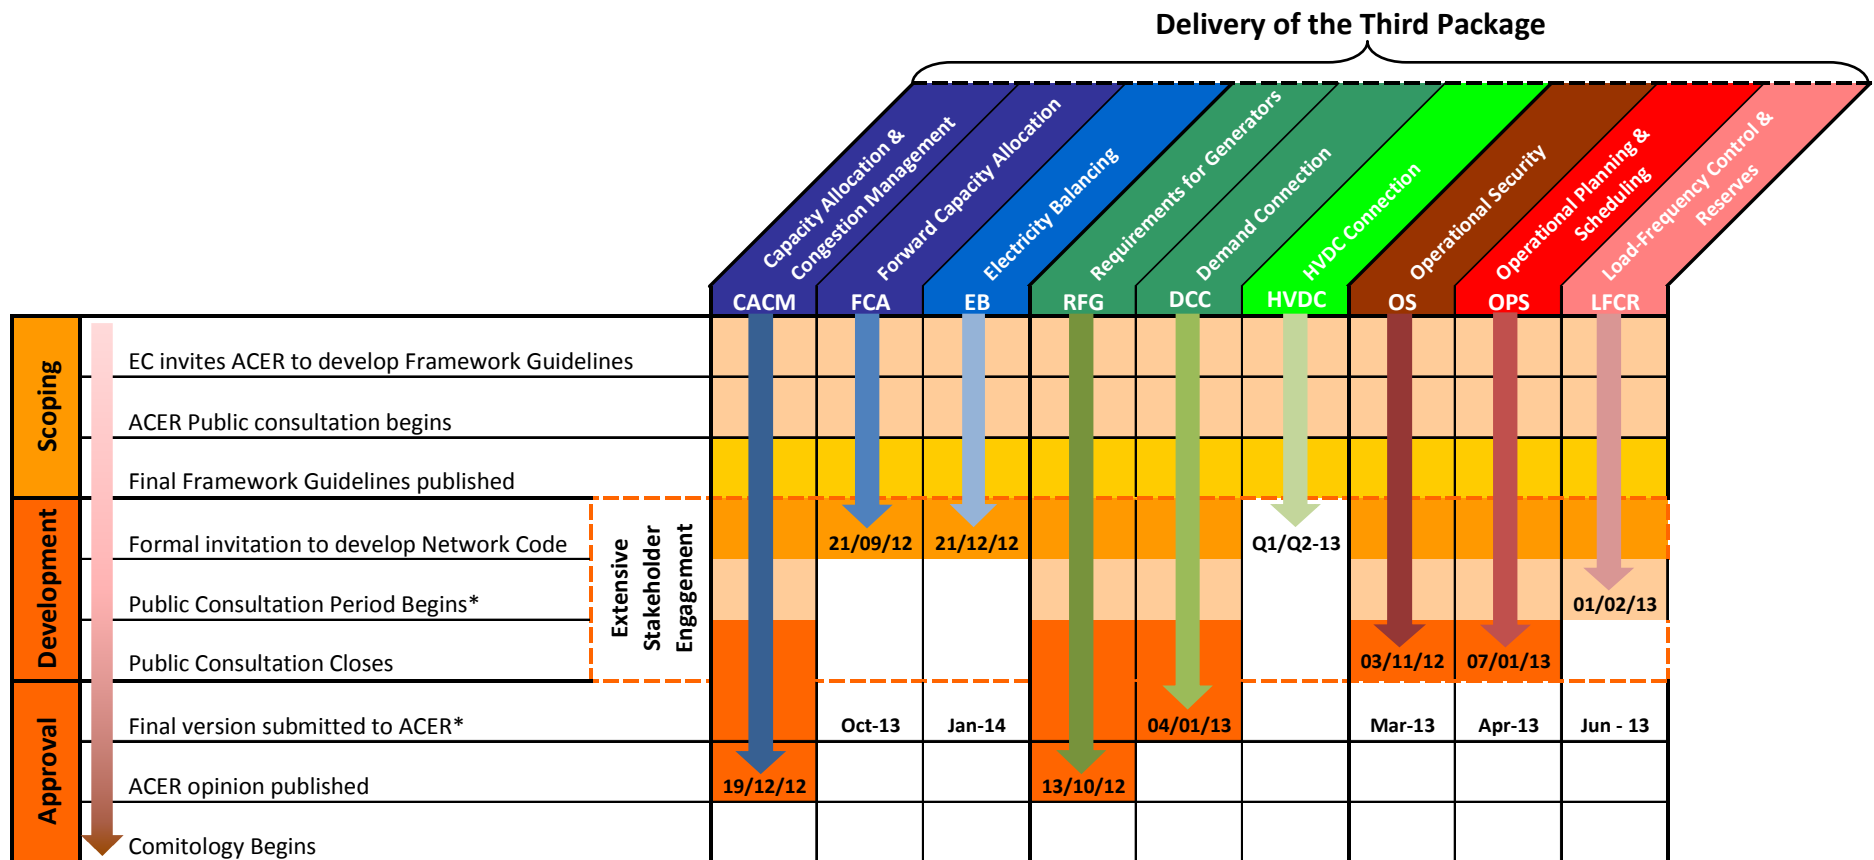 Delivery of the Third Package
Capacity Allocation &
Congestion Management
Forward Capacity Allocation
Electricity Balancing
Requirements for Generators
Demand Connection
HVDC Connection
Operational Security
Operational Planning &
Scheduling
Load-Frequency Control &
Reserves
CACM FCA EB RFG DCC HVDC OS OPS LFCR
Scoping
EC invites ACER to develop Framework Guidelines
ACER Public consultation begins
Final Framework Guidelines published
Development
Extensive
Stakeholder
Engagement
Formal invitation to develop Network Code 21/09/12 21/12/12 Q1/Q2-13
Public Consultation Period Begins* 01/02/13
Public Consultation Closes 03/11/12 07/01/13
Approval
Final version submitted to ACER* Oct-13 Jan-14 04/01/13 Mar-13 Apr-13 Jun - 13
ACER opinion published 19/12/12 13/10/12
Comitology Begins